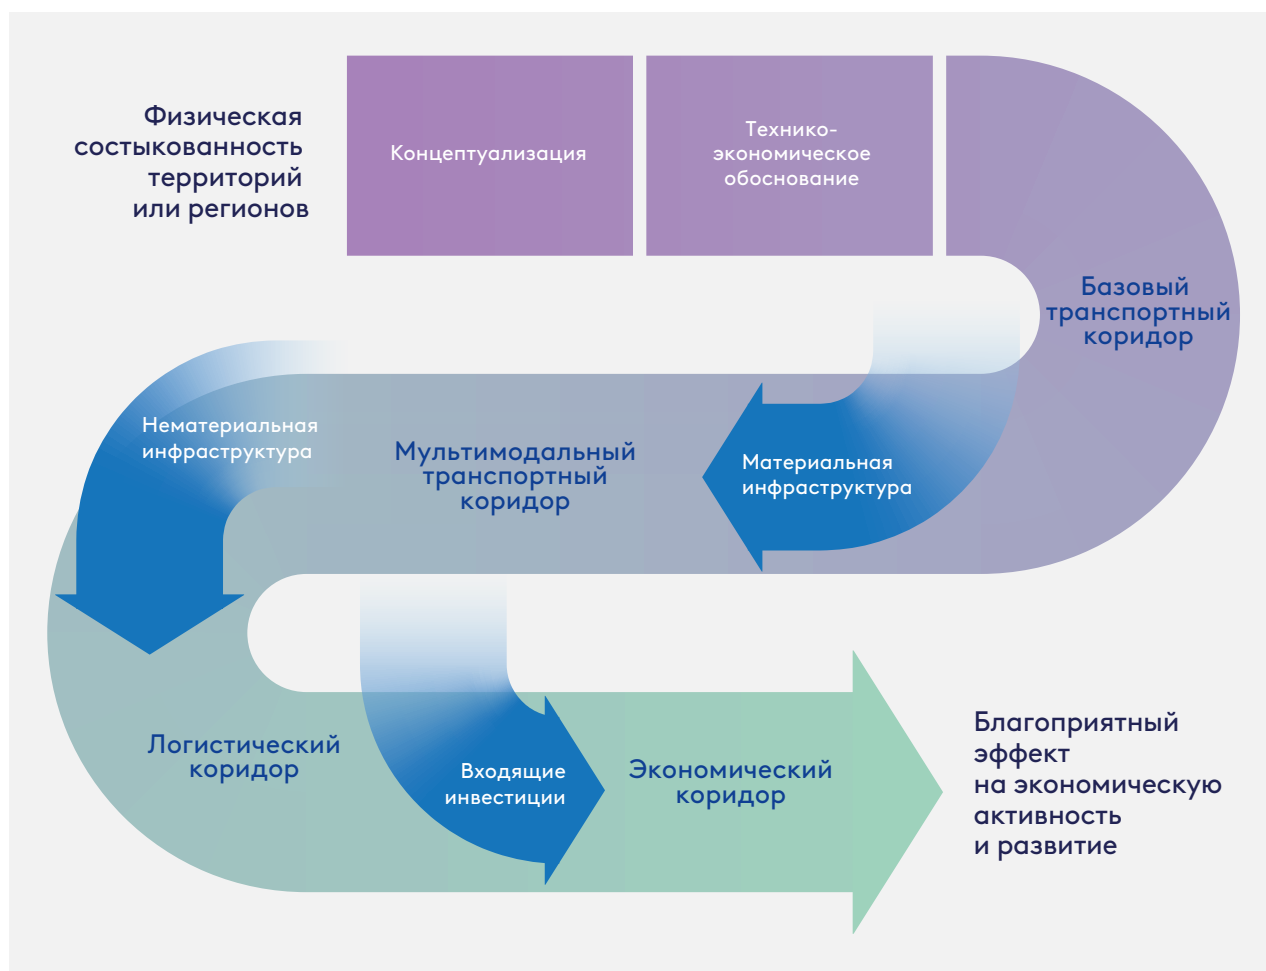 Физическая
состыкованность
территорий
или регионов
Концептуализация
Технико-
экономическое
обоснование
Базовый
транспортный
коридор
Материальная
инфраструктура
Мультимодальный
транспортный
коридор
Нематериальная
инфраструктура
Логистический
коридор
Входящие
инвестиции
Экономический
коридор
Благоприятный
эффект
на экономическую
активность
и развитие